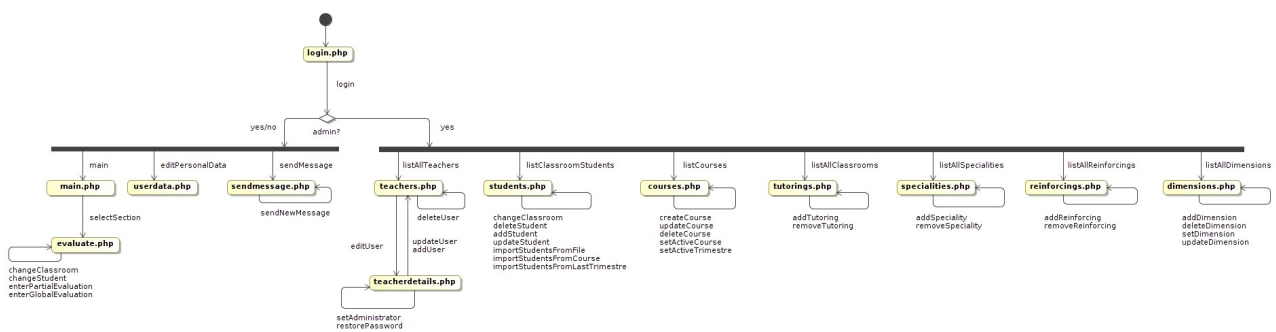 login.php
login
yes/no
admin?
yes
main
editPersonalData
sendMessage
listAllTeachers
listClassroomStudents
listCourses
listAllClassrooms
listAllSpecialities
listAllReinforcings
listAllDimensions
main.php
userdata.php
sendmessage.php
teachers.php
students.php
courses.php
tutorings.php
specialities.php
reinforcings.php
dimensions.php
selectSection
sendNewMessage
deleteUser
changeClassroom
deleteStudent
addStudent
updateStudent
importStudentsFromFile
importStudentsFromCourse
importStudentsFromLastTrimestre
createCourse
updateCourse
deleteCourse
setActiveCourse
setActiveTrimestre
addTutoring
removeTutoring
addSpeciality
removeSpeciality
addReinforcing
removeReinforcing
addDimension
deleteDimension
setDimension
updateDimension
evaluate.php
editUser
updateUser
addUser
changeClassroom
changeStudent
enterPartialEvaluation
enterGlobalEvaluation
teacherdetails.php
setAdministrator
restorePassword